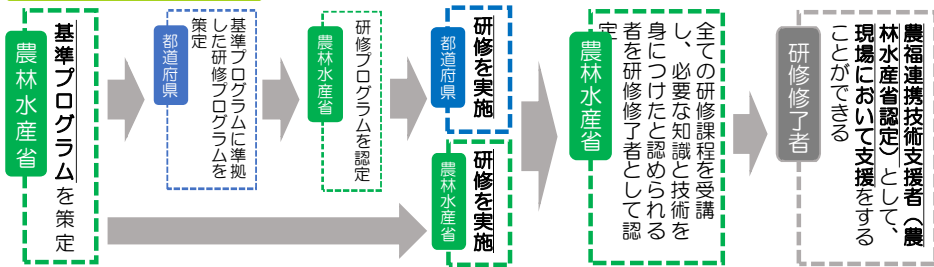 農林水産省
基準プログラムを策定
都道府県
基準プログラムに準拠
した研修プログラムを
策定
農林水産省
研修プログラムを認定
都道府県
研修を実施
農林水産省
研修を実施
農林水産省
全ての研修課程を受講
し、必要な知識と技術を
身につけたと認められる
者を研修修了者として認
定
研修修了者
農福連携技術支援者（農
林水産省認定）として、
現場において支援をする
ことができる